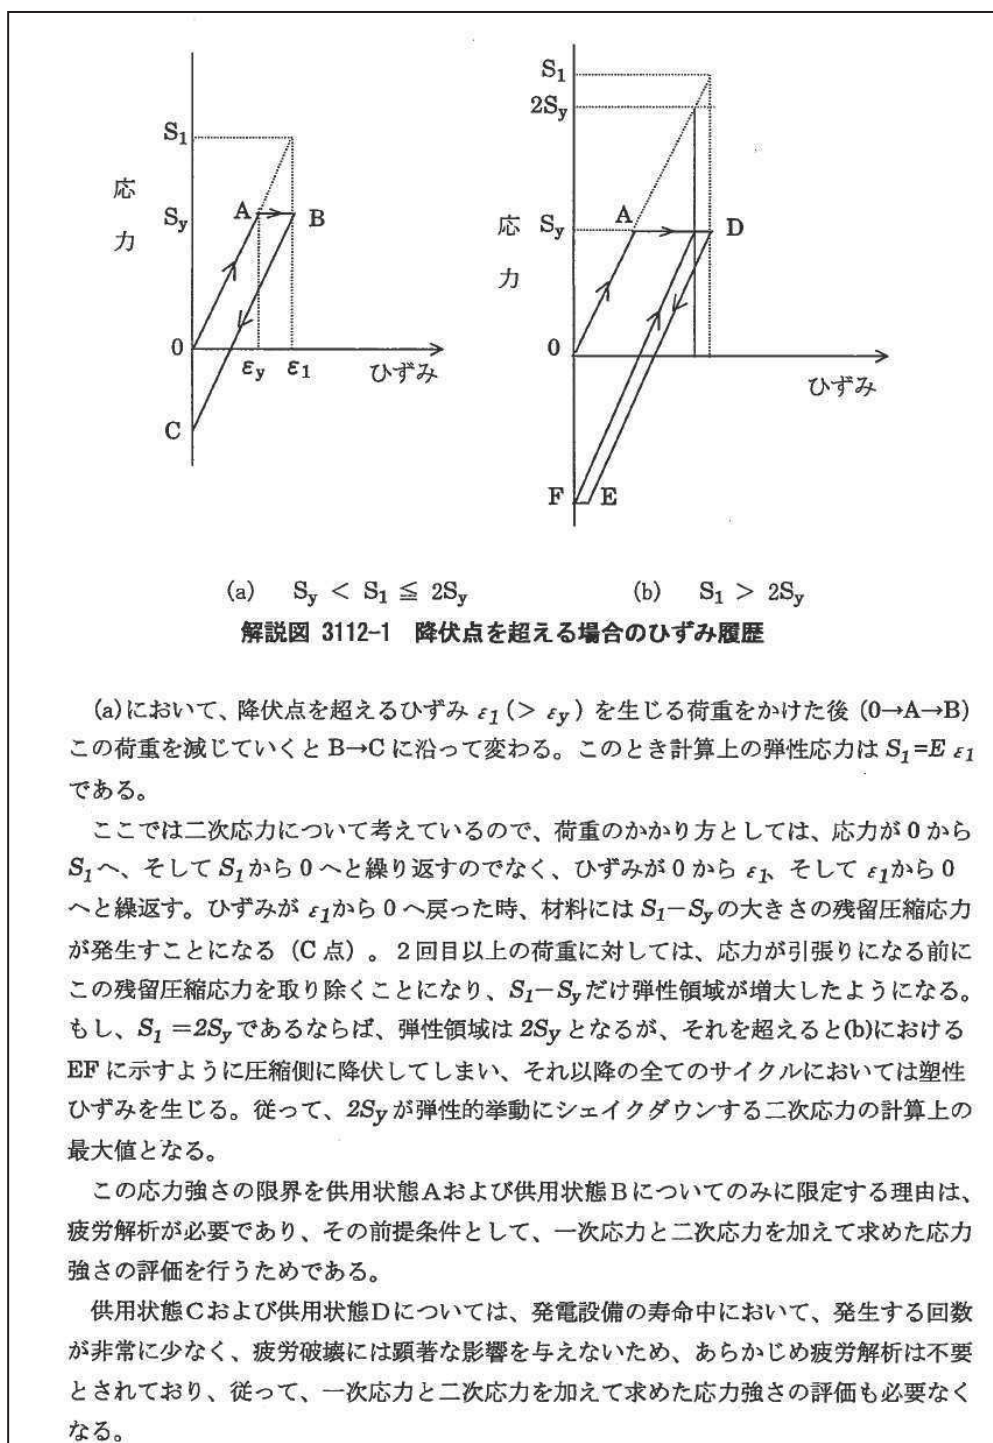 S₁
S_y
応
力
A
B
0
ε_y
ε₁
ひずみ
C
S₁
2S_y
応
力
S_y
A
D
0
ひずみ
F
E
(a) S_y < S₁ ≦ 2S_y
(b) S₁ > 2S_y
解説図 3112-1 降伏点を超える場合のひずみ履歴
(a)において、降伏点を超えるひずみ ε₁(> ε_y) を生じる荷重をかけた後 (0→A→B)
この荷重を減じていくと B→C に沿って変わる。このとき計算上の弾性応力は S₁=E ε₁
である。
ここでは二次応力について考えているので、荷重のかかり方としては、応力が 0 から
S₁へ、そして S₁から 0 へと繰り返すのでなく、ひずみが 0 から ε₁、そして ε₁から 0
へと繰返す。ひずみが ε₁から 0 へ戻った時、材料には S₁−S_yの大きさの残留圧縮応力
が発生すことになる（C 点）。2回目以上の荷重に対しては、応力が引張りになる前に
この残留圧縮応力を取り除くことになり、S₁−S_yだけ弾性領域が増大したようになる。
もし、S₁ =2S_yであるならば、弾性領域は 2Syとなるが、それを超えると(b)における
EF に示すように圧縮側に降伏してしまい、それ以降の全てのサイクルにおいては塑性
ひずみを生じる。従って、2S_yが弾性的挙動にシェイクダウンする二次応力の計算上の
最大値となる。
この応力強さの限界を供用状態Aおよび供用状態Bについてのみに限定する理由は、
疲労解析が必要であり、その前提条件として、一次応力と二次応力を加えて求めた応力
強さの評価を行うためである。
供用状態Cおよび供用状態Dについては、発電設備の寿命中において、発生する回数
が非常に少なく、疲労破壊には顕著な影響を与えないため、あらかじめ疲労解析は不要
とされており、従って、一次応力と二次応力を加えて求めた応力強さの評価も必要なく
なる。